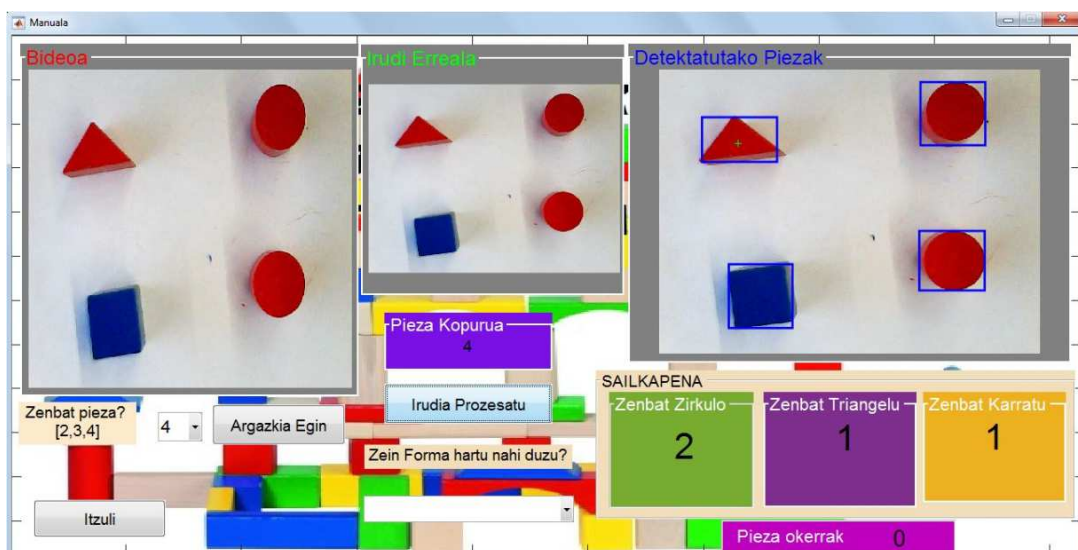 Manuala
Bideoa
Irudi Erreala
Detektatutako Piezak
Pieza Kopurua
4
Irudia Prozesatu
Zenbat pieza?
[2,3,4]
4
Argazkia Egin
Zein Forma hartu nahi duzu?
Itzuli
SAILKAPENA
Zenbat Zirkulo
2
Zenbat Triangelu
1
Zenbat Karratu
1
Pieza okerrak 0